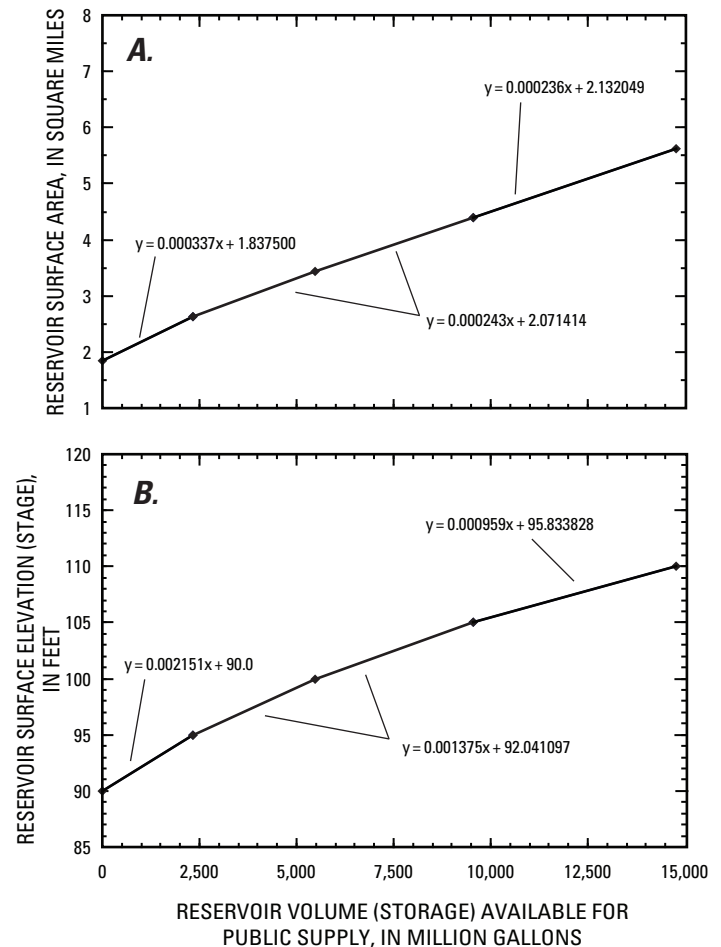 RESERVOIR SURFACE AREA, IN SQUARE MILES
8
7
6
5
4
3
2
1
A.
y = 0.000236x + 2.132049
y = 0.000337x + 1.837500
y = 0.000243x + 2.071414
RESERVOIR SURFACE ELEVATION (STAGE),
IN FEET
120
115
110
105
100
95
90
85
B.
y = 0.000959x + 95.833828
y = 0.002151x + 90.0
y = 0.001375x + 92.041097
0 2,500 5,000 7,500 10,000 12,500 15,000
RESERVOIR VOLUME (STORAGE) AVAILABLE FOR
PUBLIC SUPPLY, IN MILLION GALLONS